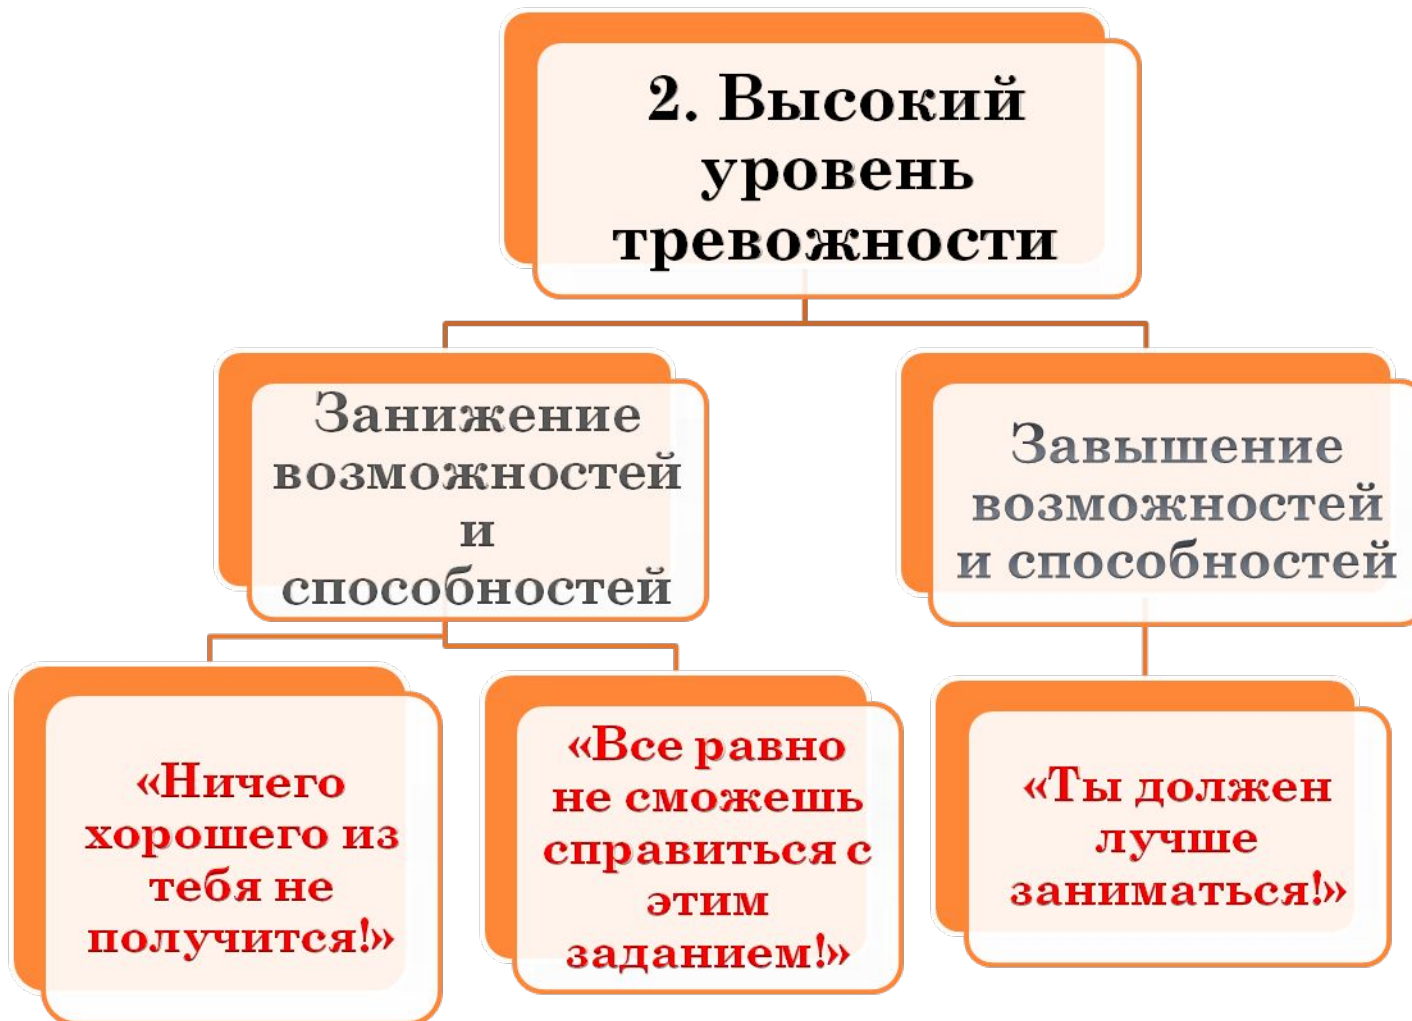 2. Высокий
уровень
тревожности
Занижение
возможностей
и
способностей
Завышение
возможностей
и способностей
«Ничего
хорошего из
тебя не
получится!»
«Все равно
не сможешь
справиться с
этим
заданием!»
«Ты должен
лучше
заниматься!»